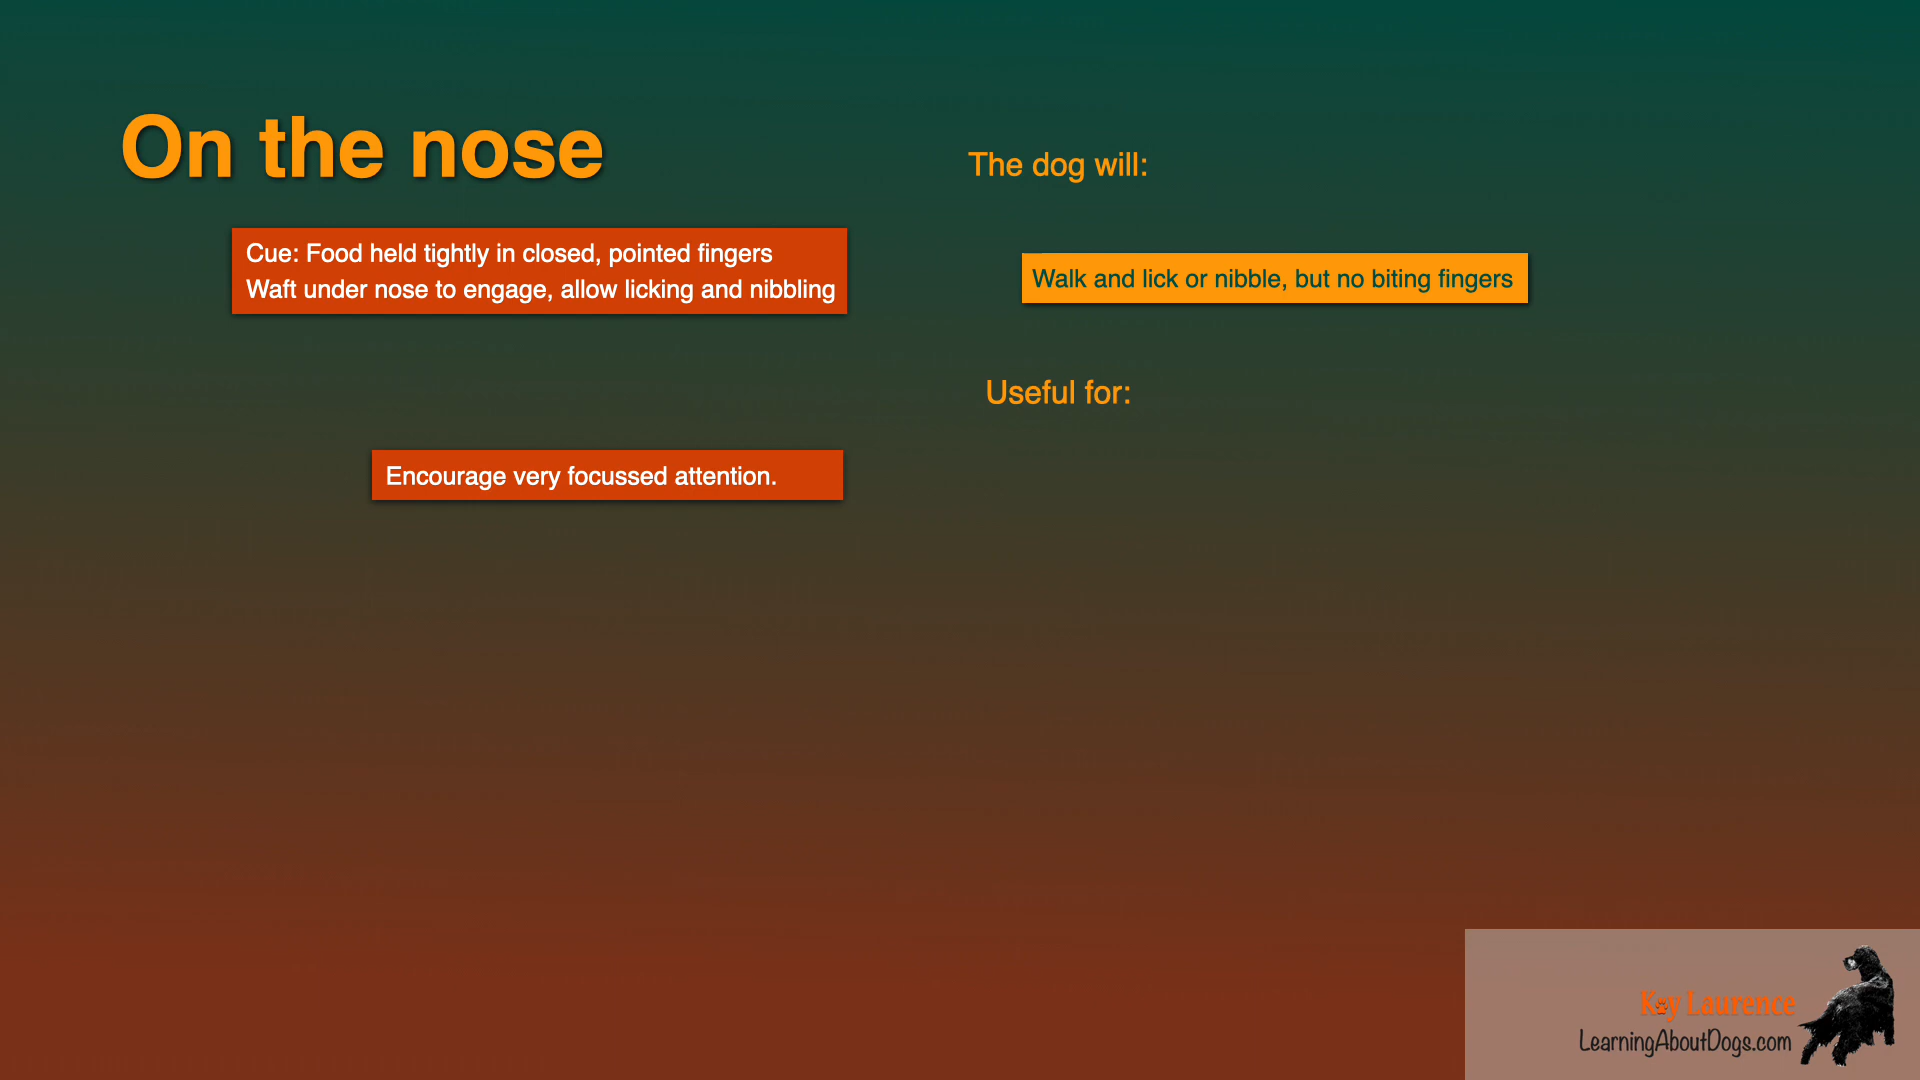 On the nose
Cue: Food held tightly in closed, pointed fingers
Waft under nose to engage, allow licking and nibbling
Encourage very focussed attention.
The dog will:
Walk and lick or nibble, but no biting fingers
Useful for:
Kay Laurence
LearningAboutDogs.com